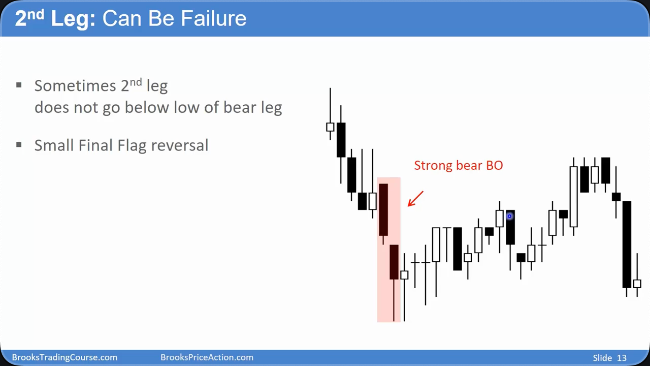 2nd Leg: Can Be Failure
▪ Sometimes 2nd leg
does not go below low of bear leg
▪ Small Final Flag reversal
Strong bear BO
BrooksTradingCourse.com BrooksPriceAction.com Slide 13